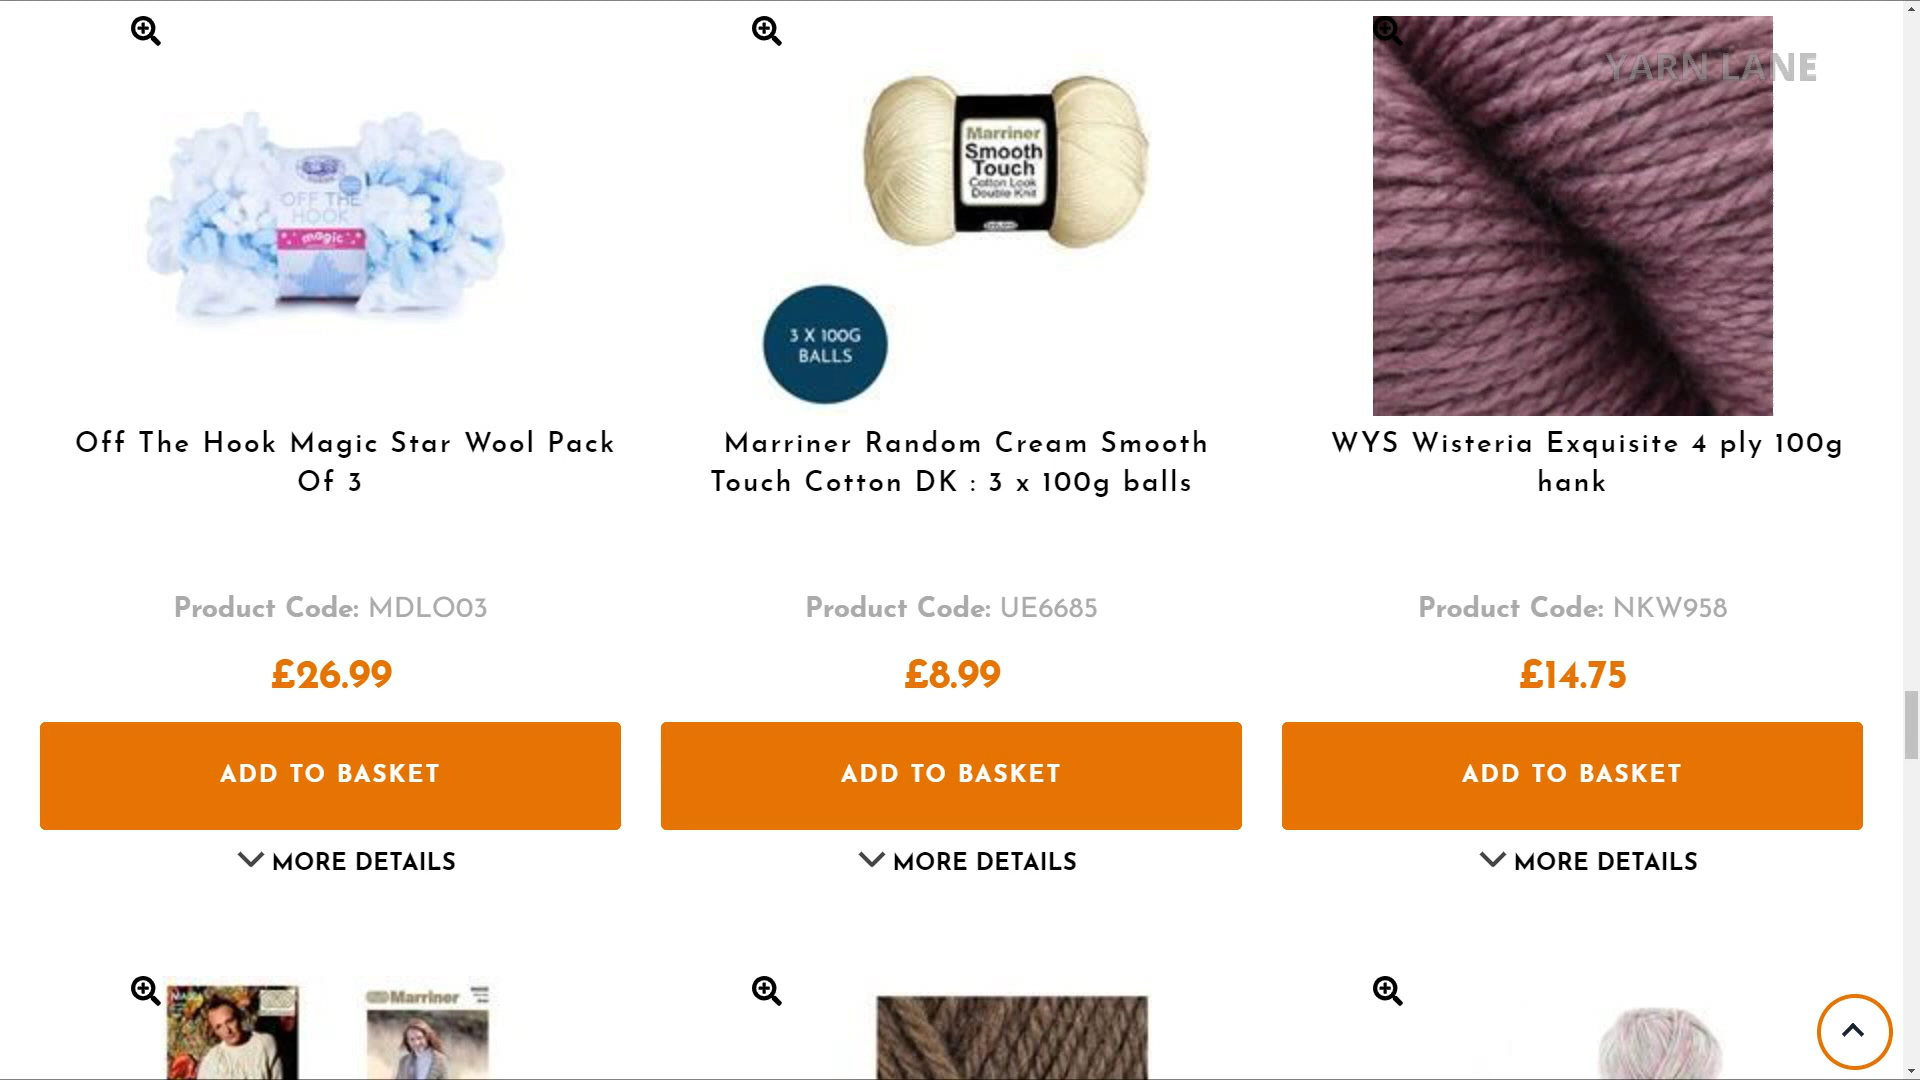 YARN LANE
OFF THE
HOOK
magic
Marriner
Smooth
Touch
Cotton Look
Double Knit
3 X 100G
BALLS
Off The Hook Magic Star Wool Pack
Of 3
Marriner Random Cream Smooth
Touch Cotton DK : 3 x 100g balls
WYS Wisteria Exquisite 4 ply 100g
hank
Product Code: MDLO03
Product Code: UE6685
Product Code: NKW958
£26.99
£8.99
£14.75
ADD TO BASKET
ADD TO BASKET
ADD TO BASKET
MORE DETAILS
MORE DETAILS
MORE DETAILS
Marriner